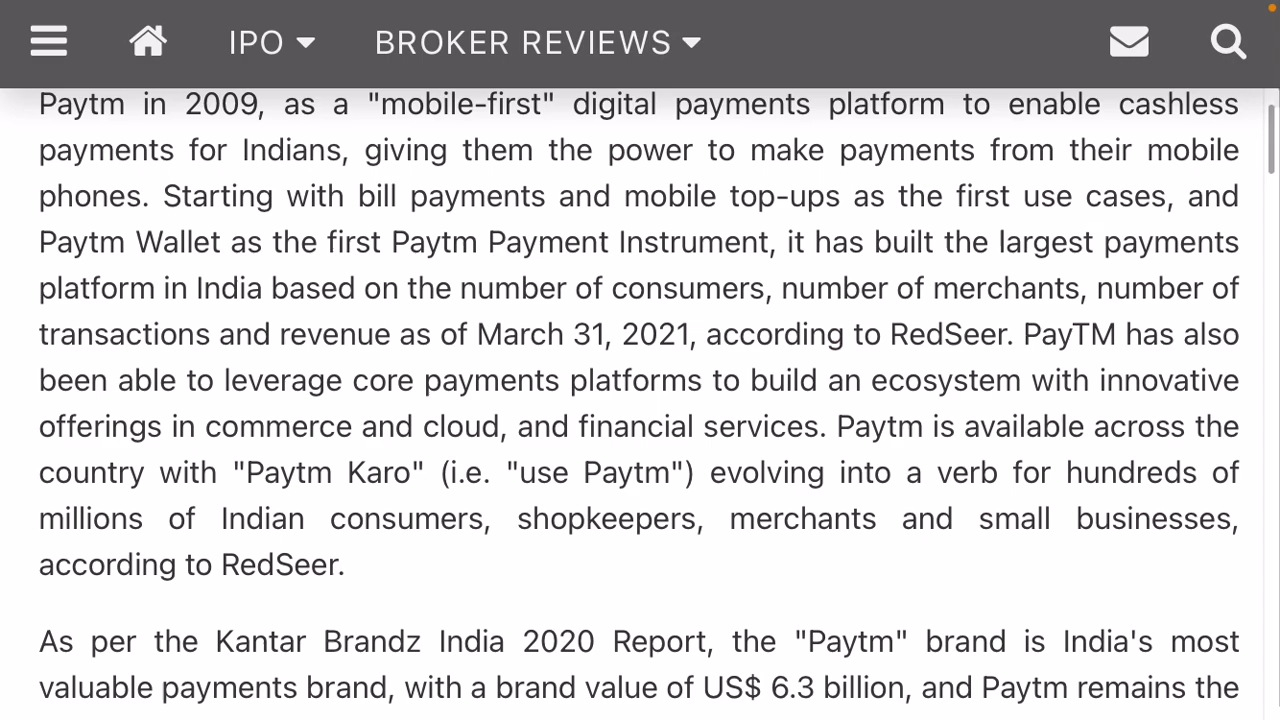 IPO BROKER REVIEWS
Paytm in 2009, as a "mobile-first" digital payments platform to enable cashless
payments for Indians, giving them the power to make payments from their mobile
phones. Starting with bill payments and mobile top-ups as the first use cases, and
Paytm Wallet as the first Paytm Payment Instrument, it has built the largest payments
platform in India based on the number of consumers, number of merchants, number of
transactions and revenue as of March 31, 2021, according to RedSeer. PayTM has also
been able to leverage core payments platforms to build an ecosystem with innovative
offerings in commerce and cloud, and financial services. Paytm is available across the
country with "Paytm Karo" (i.e. "use Paytm") evolving into a verb for hundreds of
millions of Indian consumers, shopkeepers, merchants and small businesses,
according to RedSeer.
As per the Kantar Brandz India 2020 Report, the "Paytm" brand is India's most
valuable payments brand, with a brand value of US$ 6.3 billion, and Paytm remains the